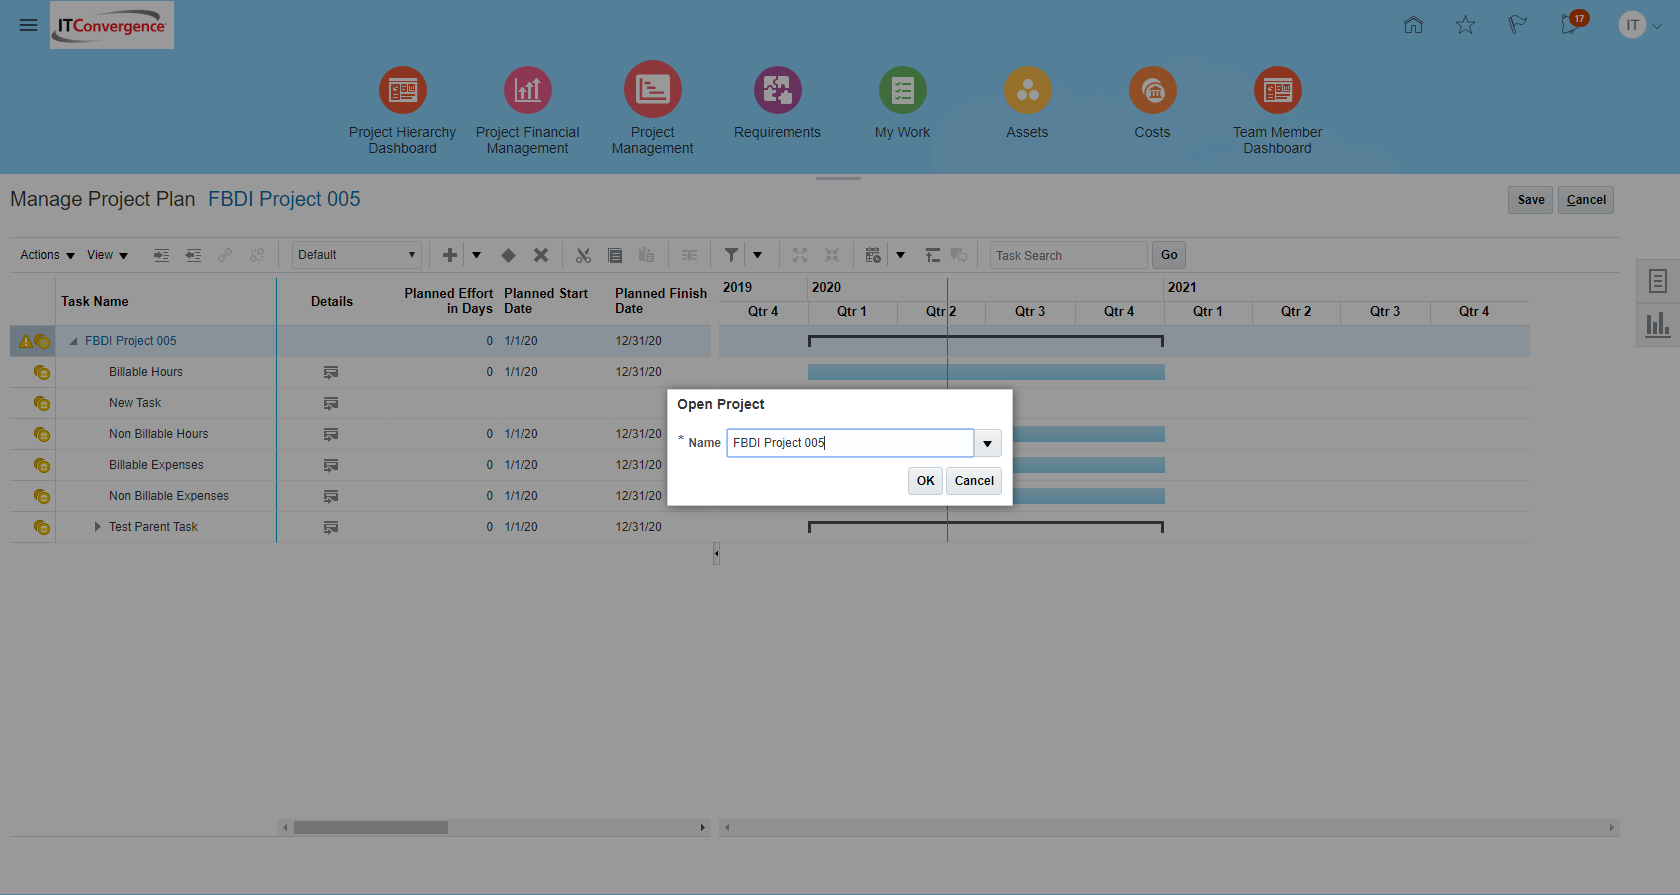 ITConvergence
17
IT
Project Hierarchy
Dashboard
Project Financial
Management
Project
Management
Requirements
My Work
Assets
Costs
Team Member
Dashboard
Manage Project Plan FBDI Project 005
Save Cancel
Actions View Default Task Search Go
Task Name Details Planned Effort
in Days Planned Start
Date Planned Finish
Date
2019 2020 2021
Qtr 4 Qtr 1 Qtr 2 Qtr 3 Qtr 4 Qtr 1 Qtr 2 Qtr 3 Qtr 4
FBDI Project 005 0 1/1/20 12/31/20
Billable Hours 0 1/1/20 12/31/20
New Task
Non Billable Hours 0 1/1/20 12/31/20
Billable Expenses 0 1/1/20 12/31/20
Non Billable Expenses 0 1/1/20 12/31/20
Test Parent Task 0 1/1/20 12/31/20
Open Project
* Name FBDI Project 005
OK Cancel